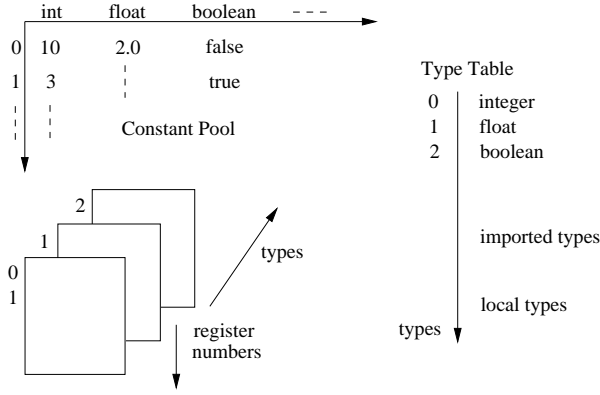 int float boolean
0 10 2.0 false
1 3 true
Constant Pool
Type Table
0 integer
1 float
2 boolean
imported types
local types
types
2
1
0
1
types
register
numbers